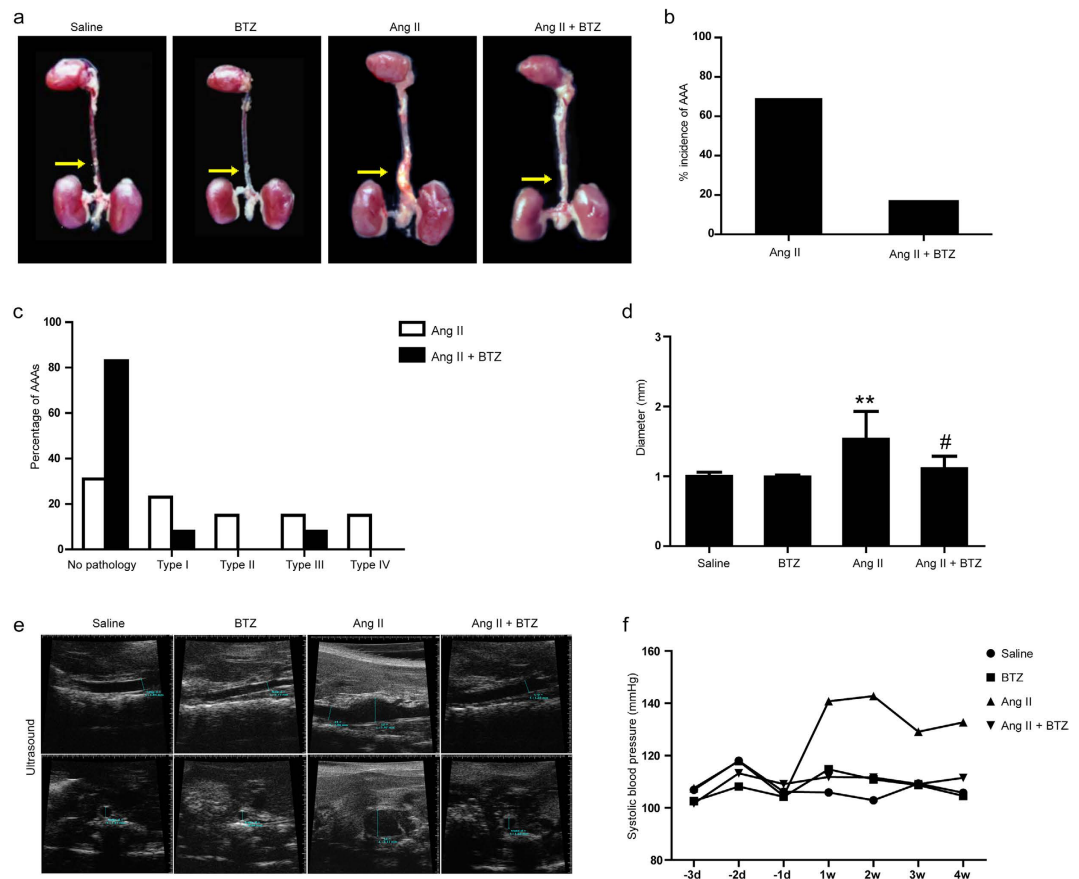 a
Saline
BTZ
Ang II
Ang II + BTZ
b
% incidence of AAA
100
80
60
40
20
0
Ang II
Ang II + BTZ
c
Percentage of AAAs
100
80
60
40
20
0
No pathology
Type I
Type II
Type III
Type IV
Ang II
Ang II + BTZ
d
Diameter (mm)
3
2
1
0
**
#
Saline
BTZ
Ang II
Ang II + BTZ
e
Saline
BTZ
Ang II
Ang II + BTZ
Ultrasound
f
Systolic blood pressure (mmHg)
160
140
120
100
80
-3d
-2d
-1d
1w
2w
3w
4w
Saline
BTZ
Ang II
Ang II + BTZ